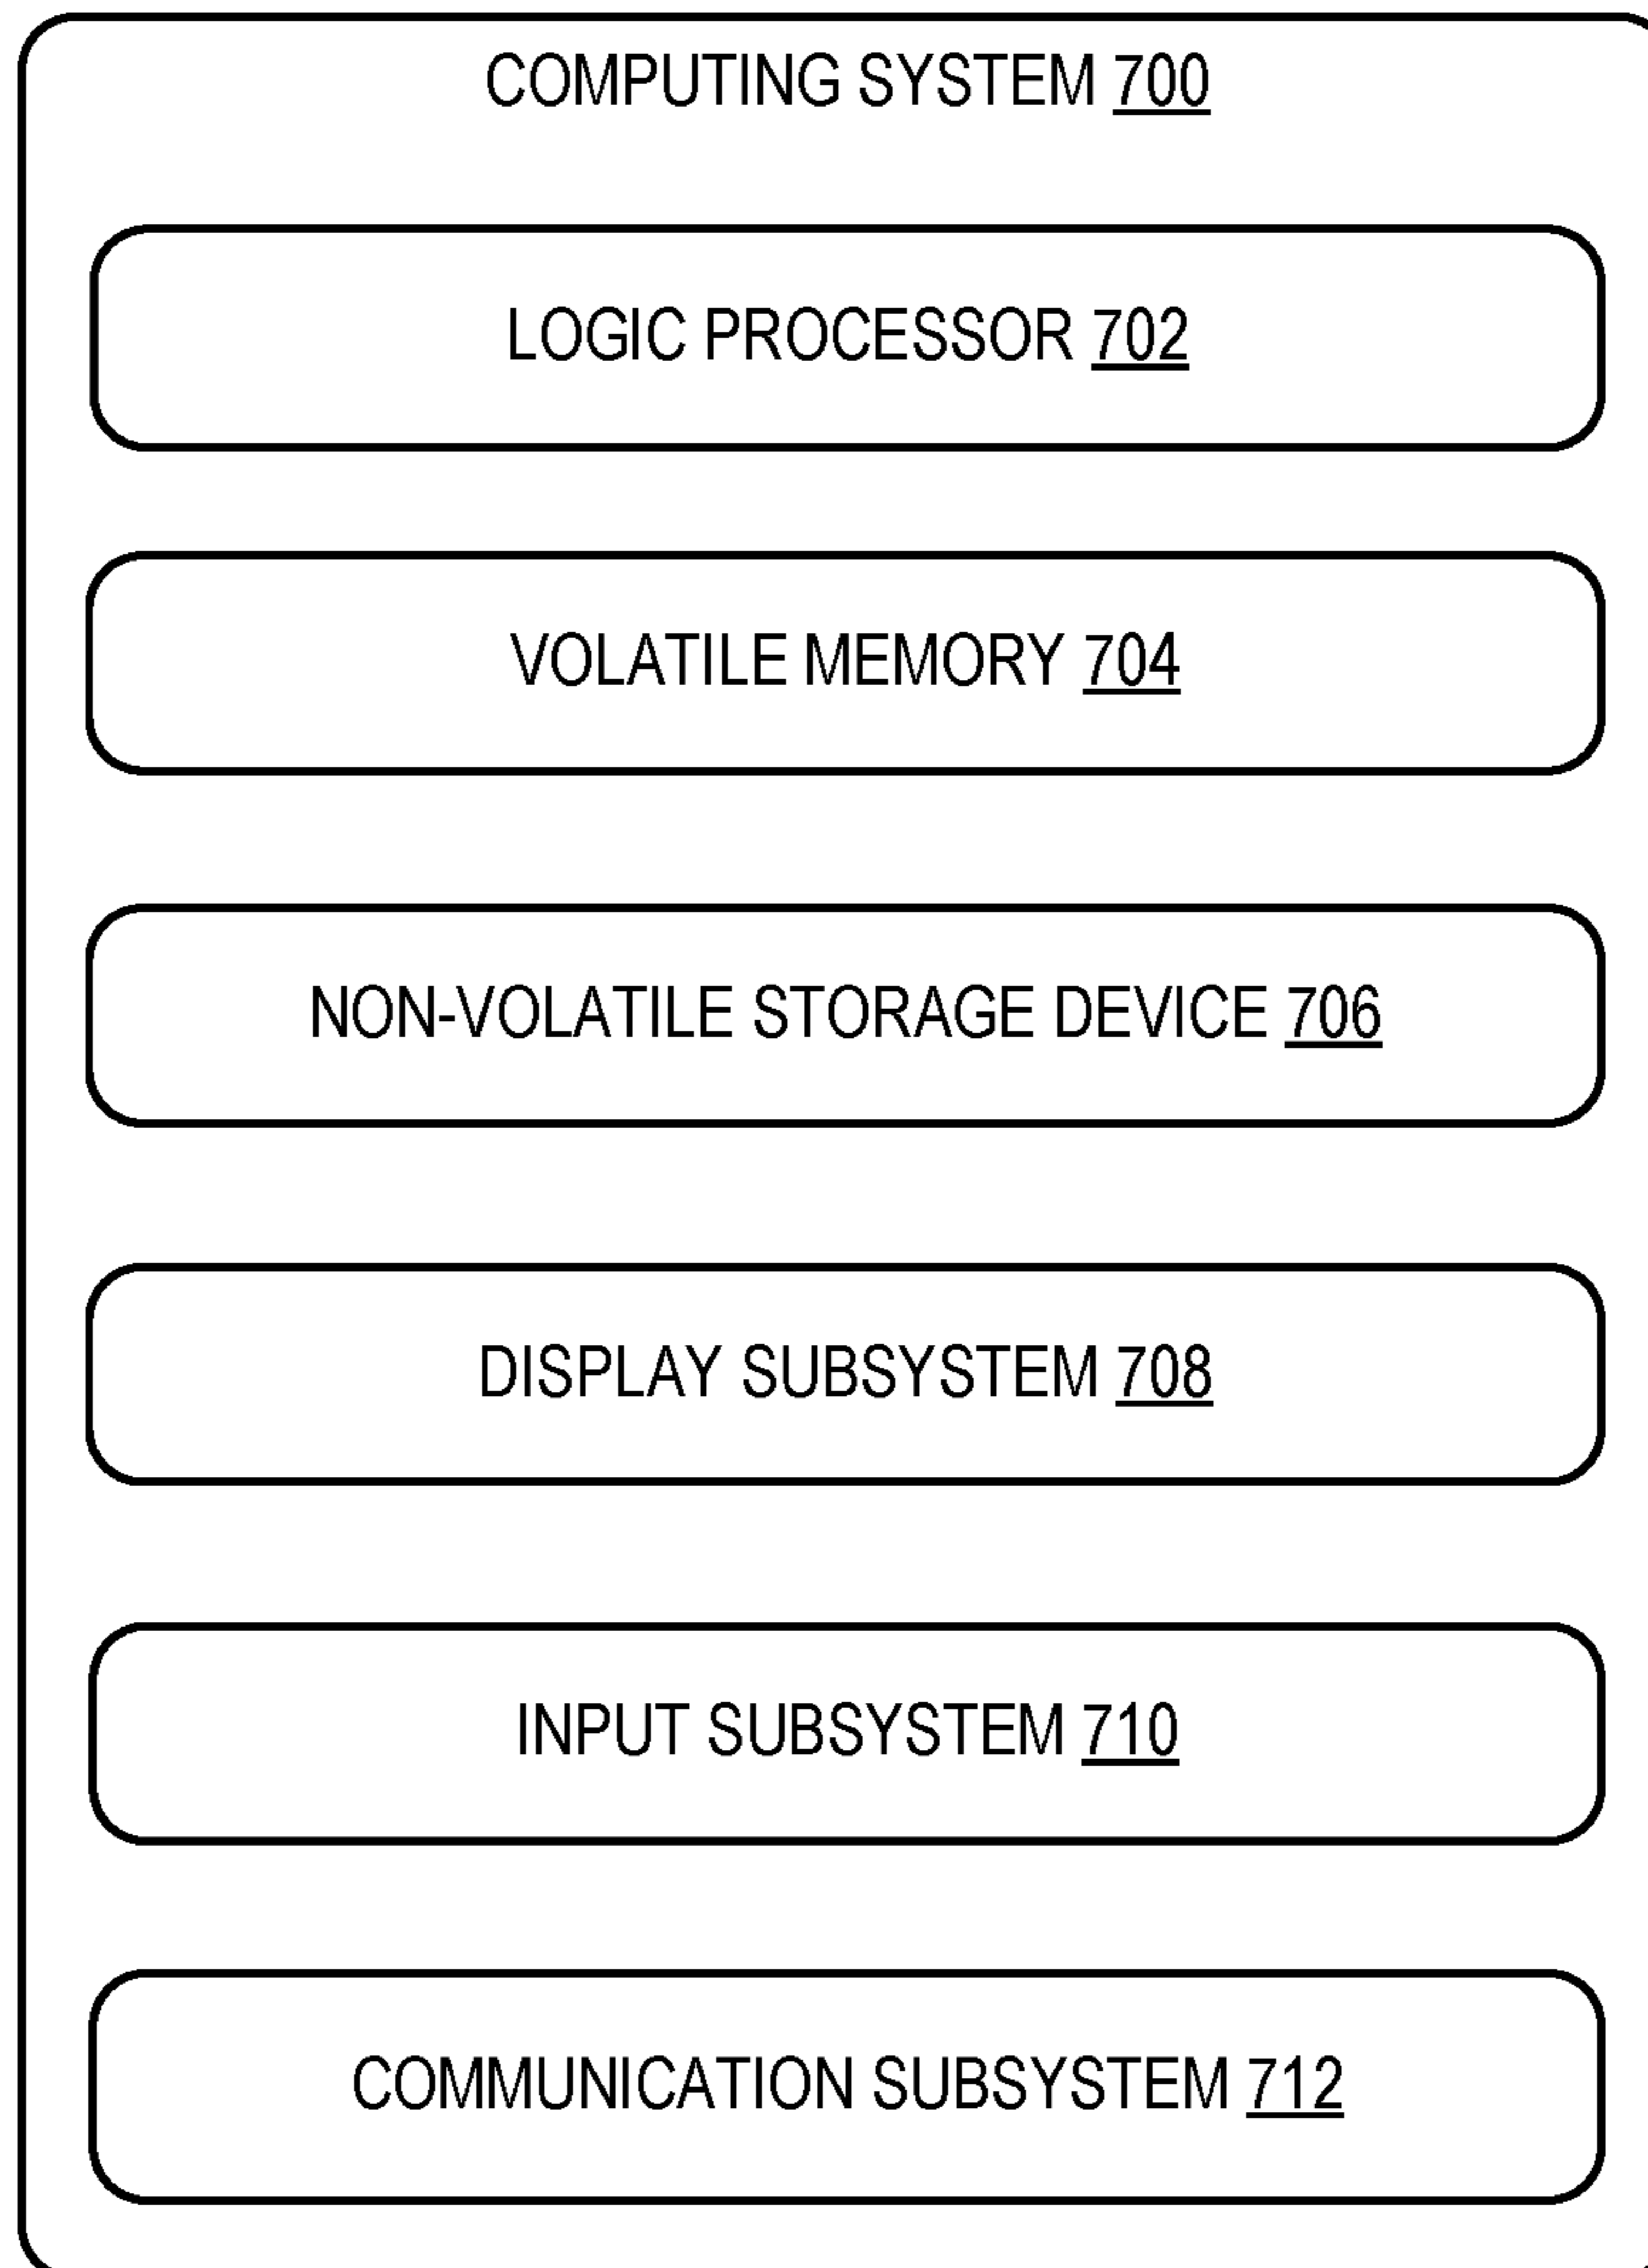 COMPUTING SYSTEM 700
LOGIC PROCESSOR 702
VOLATILE MEMORY 704
NON-VOLATILE STORAGE DEVICE 706
DISPLAY SUBSYSTEM 708
INPUT SUBSYSTEM 710
COMMUNICATION SUBSYSTEM 712